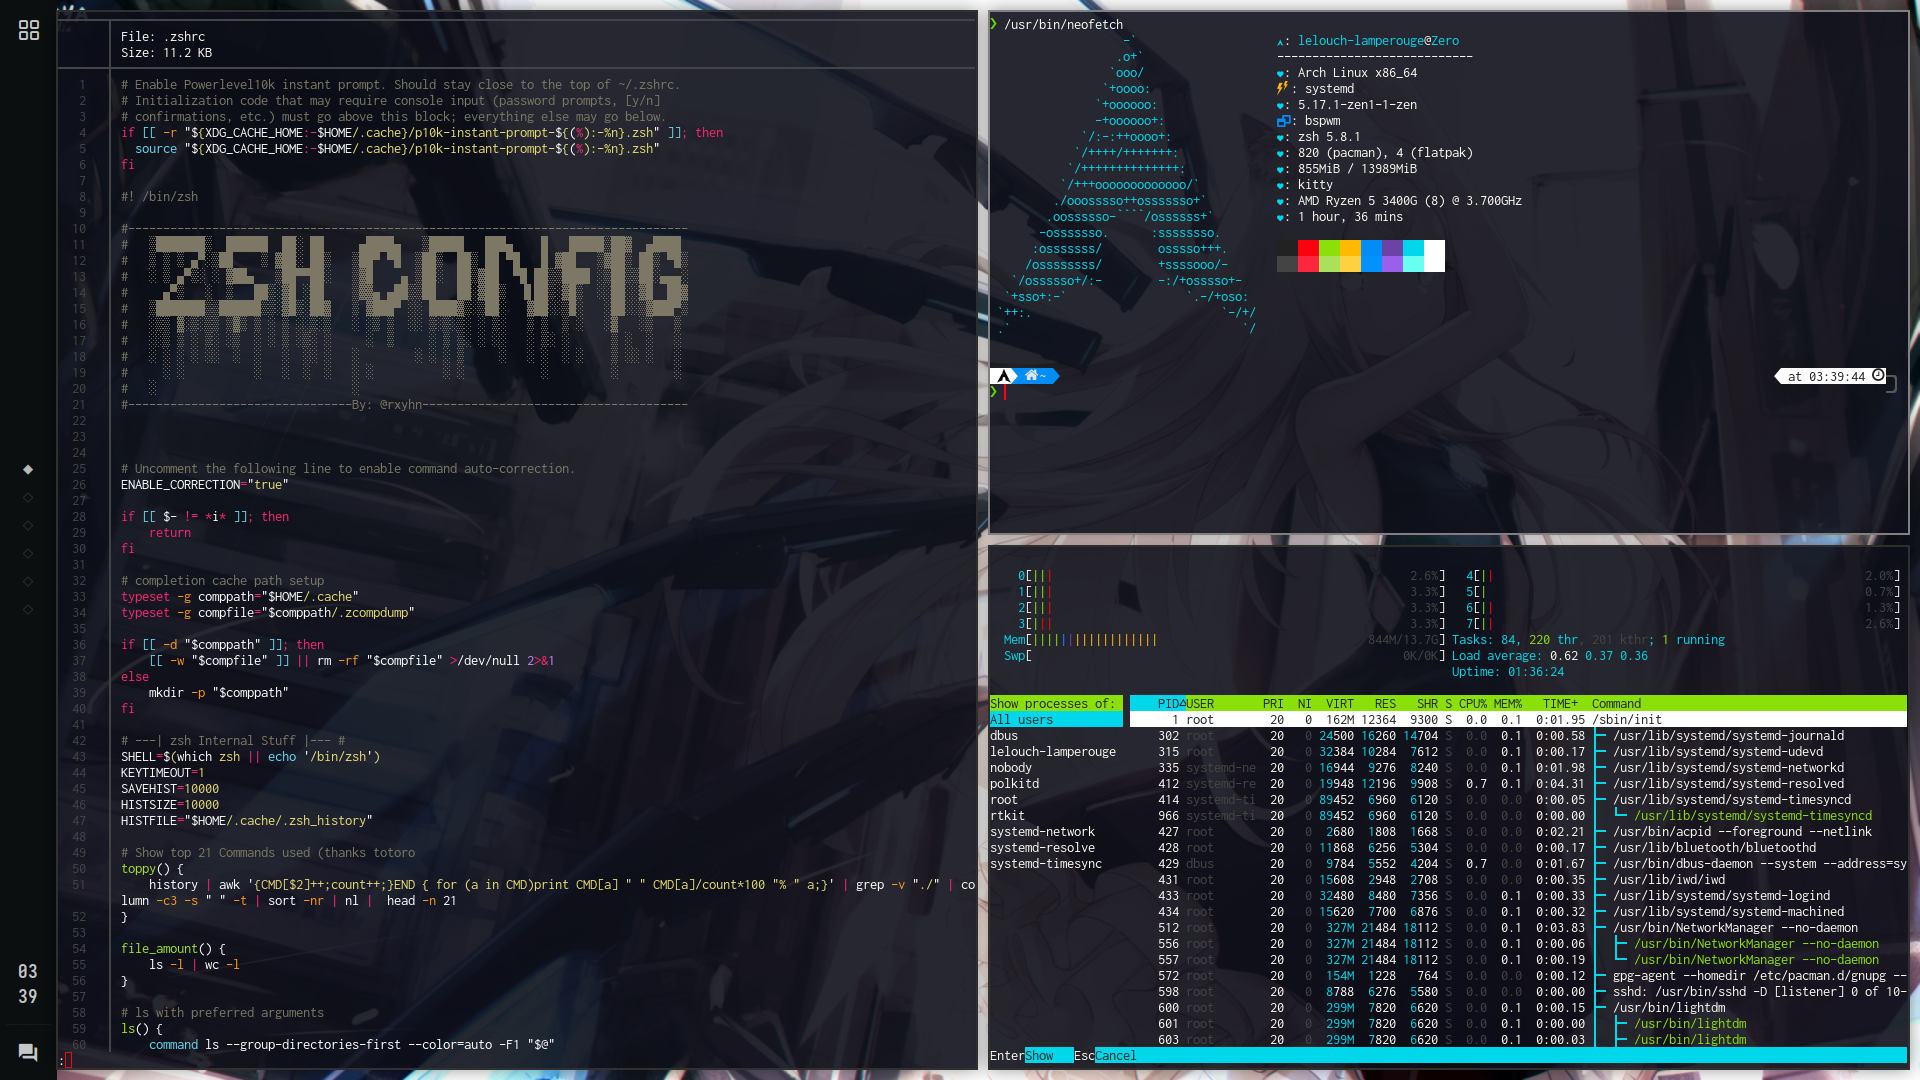 File: .zshrc
Size: 11.2 KB
1 # Enable Powerlevel10k instant prompt. Should stay close to the top of ~/.zshrc.
2 # Initialization code that may require console input (password prompts, [y/n]
3 # confirmations, etc.) must go above this block; everything else may go below.
4 if [[ -r "${XDG_CACHE_HOME:-$HOME/.cache}/p10k-instant-prompt-${(%):-%n}.zsh" ]]; then
5   source "${XDG_CACHE_HOME:-$HOME/.cache}/p10k-instant-prompt-${(%):-%n}.zsh"
6 fi
7
8 #! /bin/zsh
9
10 #--------------------------------------------------------------------------------
11 #
12 #
13 # ZSH CONFIG
14 #
15 #
16 #
17 #
18 #
19 #
20 #
21 #--------------------------------By: @rxyhn--------------------------------------
22
23
24
25 # Uncomment the following line to enable command auto-correction.
26 ENABLE_CORRECTION="true"
27
28 if [[ $- != *i* ]]; then
29     return
30 fi
31
32 # completion cache path setup
33 typeset -g comppath="$HOME/.cache"
34 typeset -g compfile="$comppath/.zcompdump"
35
36 if [[ -d "$comppath" ]]; then
37     [[ -w "$compfile" ]] || rm -rf "$compfile" >/dev/null 2>&1
38 else
39     mkdir -p "$comppath"
40 fi
41
42 # ---| zsh Internal Stuff |--- #
43 SHELL=$(which zsh || echo '/bin/zsh')
44 KEYTIMEOUT=1
45 SAVEHIST=10000
46 HISTSIZE=10000
47 HISTFILE="$HOME/.cache/.zsh_history"
48
49 # Show top 21 Commands used (thanks totoro
50 toppy() {
51     history | awk '{CMD[$2]++;count++;}END { for (a in CMD)print CMD[a] " " CMD[a]/count*100 "% " a;}' | grep -v "./" | co
lumn -c3 -s " " -t | sort -nr | nl |  head -n 21
52 }
53
54 file_amount() {
55     ls -l | wc -l
56 }
57
58 # ls with preferred arguments
59 ls() {
60     command ls --group-directories-first --color=auto -F1 "$@"
:
03
39
❯ /usr/bin/neofetch
-`
.o+`
`ooo/
`+oooo:
`+oooooo:
-+oooooo+:
`/:-:++oooo+:
`/++++/+++++++:
`/++++++++++++++:
`/+++ooooooooooooo/`
./ooosssso++osssssso+`
.oossssso-````/ossssss+`
-osssssso.      :ssssssso.
:osssssss/        osssso+++.
/ossssssss/        +ssssooo/-
`/ossssso+/:-        -:/+osssso+-
`+sso+:-`                 `.-/+oso:
`++:.                           `-/+/
.`                                 `/
: lelouch-lamperouge@Zero
----------------------------
: Arch Linux x86_64
: systemd
: 5.17.1-zen1-1-zen
: bspwm
: zsh 5.8.1
: 820 (pacman), 4 (flatpak)
: 855MiB / 13989MiB
: kitty
: AMD Ryzen 5 3400G (8) @ 3.700GHz
: 1 hour, 36 mins
~
at 03:39:44
❯
0[||| 2.6%] 4[|| 2.0%]
1[||| 3.3%] 5[| 0.7%]
2[||| 3.3%] 6[|| 1.3%]
3[||| 3.3%] 7[|| 2.6%]
Mem[|||||||||||||||||| 844M/13.7G] Tasks: 84, 220 thr, 201 kthr; 1 running
Swp[ 0K/0K] Load average: 0.62 0.37 0.36
Uptime: 01:36:24
Show processes of:
All users
dbus
lelouch-lamperouge
nobody
polkitd
root
rtkit
systemd-network
systemd-resolve
systemd-timesync
PID△USER PRI NI VIRT RES SHR S CPU% MEM% TIME+ Command
1 root 20 0 162M 12364 9300 S 0.0 0.1 0:01.95 /sbin/init
302 root 20 0 24500 16260 14704 S 0.0 0.1 0:00.58 /usr/lib/systemd/systemd-journald
315 root 20 0 32384 10284 7612 S 0.0 0.1 0:00.17 /usr/lib/systemd/systemd-udevd
335 systemd-ne 20 0 16944 9276 8240 S 0.0 0.1 0:01.98 /usr/lib/systemd/systemd-networkd
412 systemd-re 20 0 19948 12196 9908 S 0.7 0.1 0:04.31 /usr/lib/systemd/systemd-resolved
414 systemd-ti 20 0 89452 6960 6120 S 0.0 0.0 0:00.05 /usr/lib/systemd/systemd-timesyncd
966 systemd-ti 20 0 89452 6960 6120 S 0.0 0.0 0:00.00 /usr/lib/systemd/systemd-timesyncd
427 root 20 0 2680 1808 1668 S 0.0 0.0 0:02.21 /usr/bin/acpid --foreground --netlink
428 root 20 0 11868 6256 5304 S 0.0 0.0 0:00.17 /usr/lib/bluetooth/bluetoothd
429 dbus 20 0 9784 5552 4204 S 0.7 0.0 0:01.67 /usr/bin/dbus-daemon --system --address=sy
431 root 20 0 15608 2948 2708 S 0.0 0.0 0:00.35 /usr/lib/iwd/iwd
433 root 20 0 32480 8480 7356 S 0.0 0.1 0:00.33 /usr/lib/systemd/systemd-logind
434 root 20 0 15620 7700 6876 S 0.0 0.1 0:00.32 /usr/lib/systemd/systemd-machined
512 root 20 0 327M 21484 18112 S 0.0 0.1 0:03.83 /usr/bin/NetworkManager --no-daemon
556 root 20 0 327M 21484 18112 S 0.0 0.1 0:00.06 /usr/bin/NetworkManager --no-daemon
557 root 20 0 327M 21484 18112 S 0.0 0.1 0:00.19 /usr/bin/NetworkManager --no-daemon
572 root 20 0 154M 1228 764 S 0.0 0.0 0:00.12 gpg-agent --homedir /etc/pacman.d/gnupg --
598 root 20 0 8788 6276 5580 S 0.0 0.0 0:00.00 sshd: /usr/bin/sshd -D [listener] 0 of 10-
600 root 20 0 299M 7820 6620 S 0.0 0.1 0:00.15 /usr/bin/lightdm
601 root 20 0 299M 7820 6620 S 0.0 0.1 0:00.00 /usr/bin/lightdm
603 root 20 0 299M 7820 6620 S 0.0 0.1 0:00.03 /usr/bin/lightdm
EnterShow  EscCancel